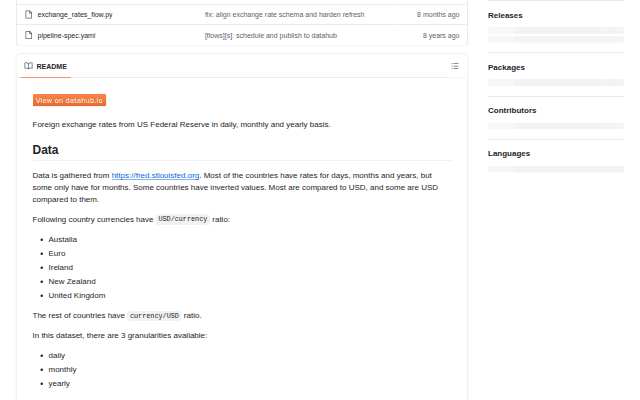 exchange_rates_flow.py fix: align exchange rate schema and harden refresh 8 months ago
pipeline-spec.yaml [flows][s]: schedule and publish to datahub 8 years ago
README
View on datahub.io
Foreign exchange rates from US Federal Reserve in daily, monthly and yearly basis.
Data
Data is gathered from https://fred.stlouisfed.org. Most of the countries have rates for days, months and years, but
some only have for months. Some countries have inverted values. Most are compared to USD, and some are USD
compared to them.
Following country currencies have USD/currency ratio:
• Austalia
• Euro
• Ireland
• New Zealand
• United Kingdom
The rest of countries have currency/USD ratio.
In this dataset, there are 3 granularities available:
• daily
• monthly
• yearly
Releases
Packages
Contributors
Languages